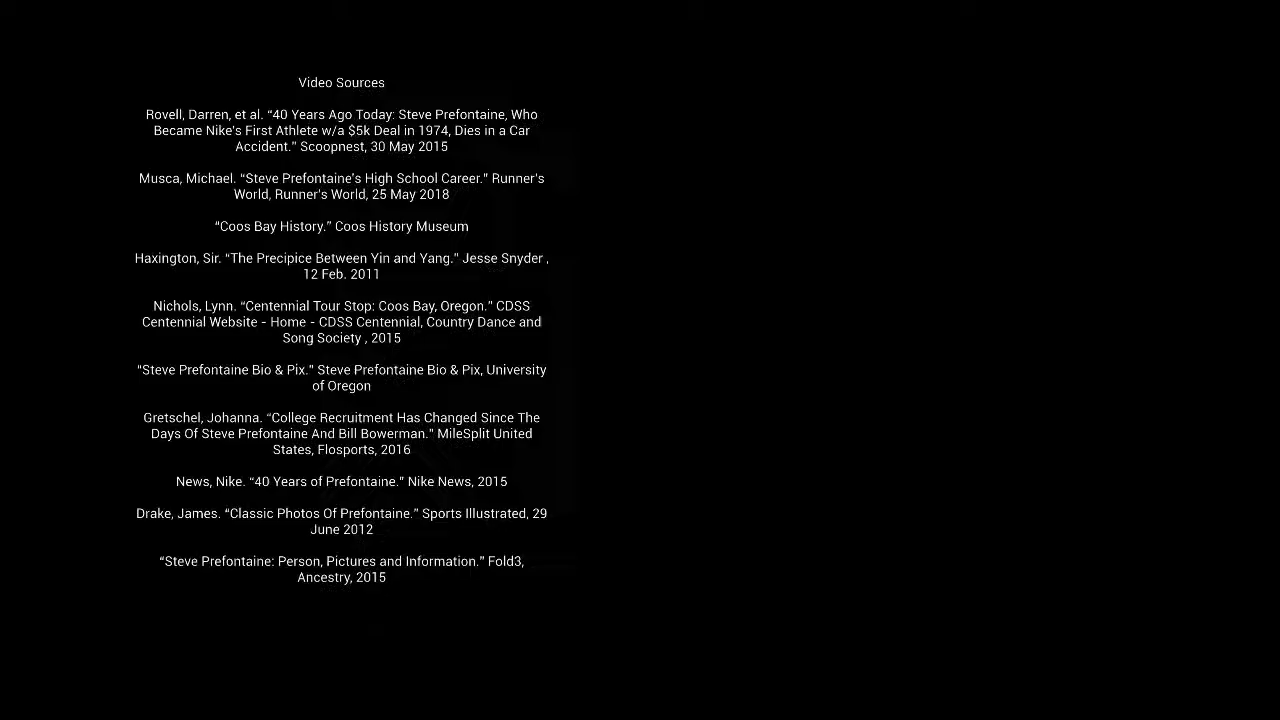 Video Sources
Rovell, Darren, et al. “40 Years Ago Today: Steve Prefontaine, Who
Became Nike's First Athlete w/a $5k Deal in 1974, Dies in a Car
Accident.” Scoopnest, 30 May 2015
Musca, Michael. “Steve Prefontaine's High School Career.” Runner's
World, Runner's World, 25 May 2018
“Coos Bay History.” Coos History Museum
Haxington, Sir. “The Precipice Between Yin and Yang.” Jesse Snyder ,
12 Feb. 2011
Nichols, Lynn. “Centennial Tour Stop: Coos Bay, Oregon.” CDSS
Centennial Website - Home - CDSS Centennial, Country Dance and
Song Society , 2015
“Steve Prefontaine Bio & Pix.” Steve Prefontaine Bio & Pix, University
of Oregon
Gretschel, Johanna. “College Recruitment Has Changed Since The
Days Of Steve Prefontaine And Bill Bowerman.” MileSplit United
States, Flosports, 2016
News, Nike. “40 Years of Prefontaine.” Nike News, 2015
Drake, James. “Classic Photos Of Prefontaine.” Sports Illustrated, 29
June 2012
“Steve Prefontaine: Person, Pictures and Information.” Fold3,
Ancestry, 2015